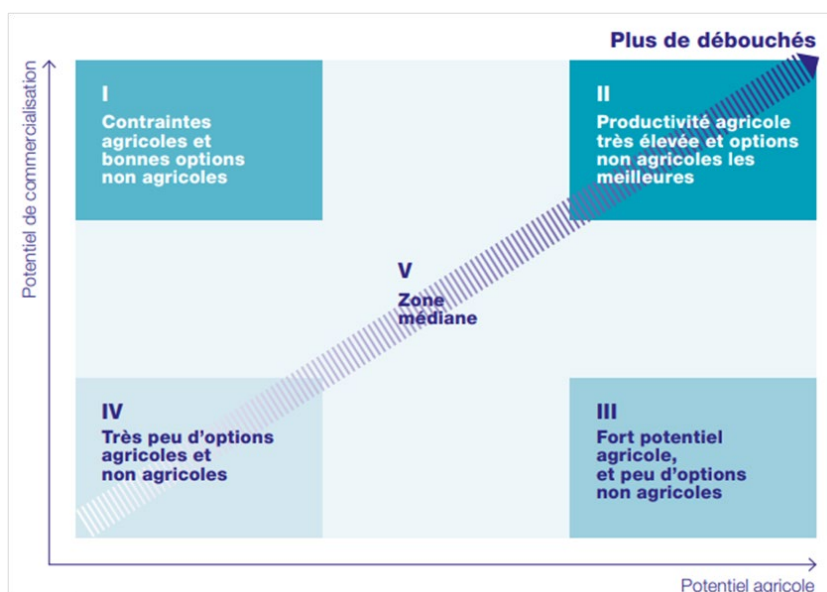 Plus de débouchés
Potentiel de commercialisation
I
Contraintes
agricoles et
bonnes options
non agricoles
II
Productivité agricole
très élevée et options
non agricoles les
meilleures
V
Zone
médiane
IV
Très peu d'options
agricoles et
non agricoles
III
Fort potentiel
agricole,
et peu d'options
non agricoles
Potentiel agricole